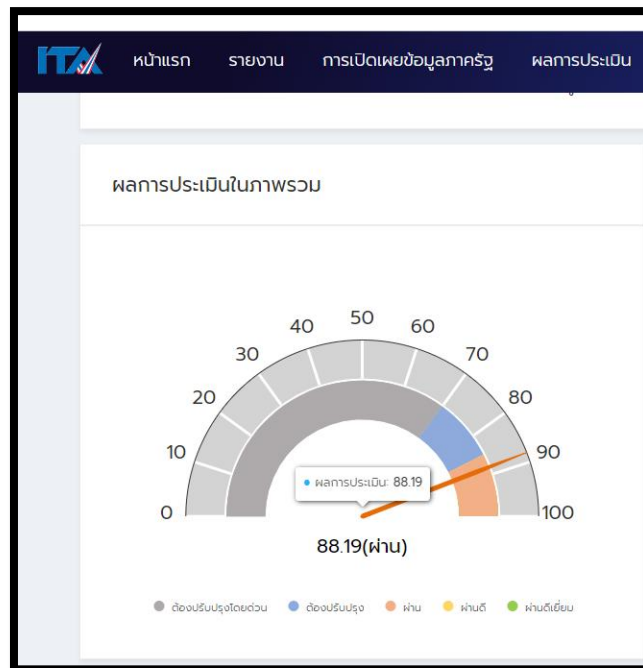 ITA หน้าแรก รายงาน การเปิดเผยข้อมูลภาครัฐ ผลการประเมิน
ผลการประเมินในภาพรวม
50
40 60
30 70
20 80
10 90
0 100
ผลการประเมิน: 88.19
88.19(ผ่าน)
ต้องปรับปรุงโดยด่วน ต้องปรับปรุง ผ่าน ผ่านดี ผ่านดีเยี่ยม